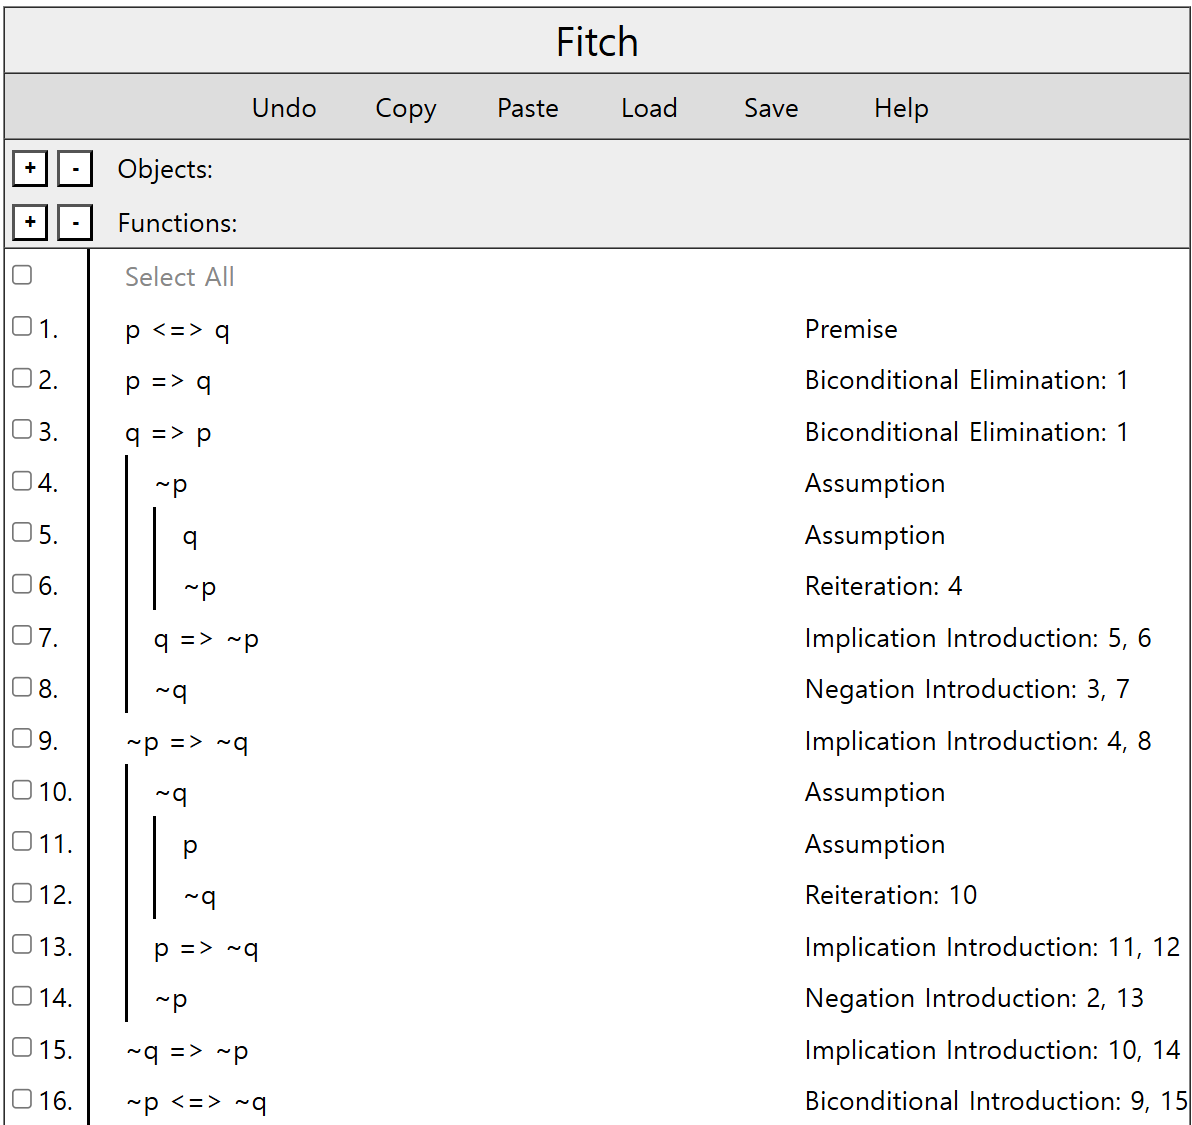 Fitch
Undo Copy Paste Load Save Help
+ - Objects:
+ - Functions:
Select All
1. p <=> q Premise
2. p => q Biconditional Elimination: 1
3. q => p Biconditional Elimination: 1
4. ~p Assumption
5. q Assumption
6. ~p Reiteration: 4
7. q => ~p Implication Introduction: 5, 6
8. ~q Negation Introduction: 3, 7
9. ~p => ~q Implication Introduction: 4, 8
10. ~q Assumption
11. p Assumption
12. ~q Reiteration: 10
13. p => ~q Implication Introduction: 11, 12
14. ~p Negation Introduction: 2, 13
15. ~q => ~p Implication Introduction: 10, 14
16. ~p <=> ~q Biconditional Introduction: 9, 15